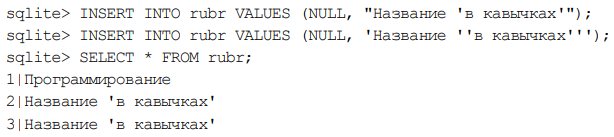 sqlite> INSERT INTO rubr VALUES (NULL, "Название 'в кавычках'");
sqlite> INSERT INTO rubr VALUES (NULL, 'Название ''в кавычках''');
sqlite> SELECT * FROM rubr;
1|Программирование
2|Название 'в кавычках'
3|Название 'в кавычках'